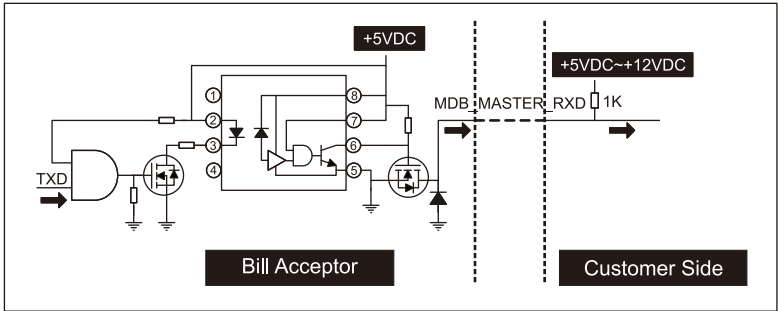 +5VDC
+5VDC~+12VDC
① ⑧
MDB_MASTER_RXD 1K
② ⑦
③ ⑥
④ ⑤
TXD
Bill Acceptor Customer Side